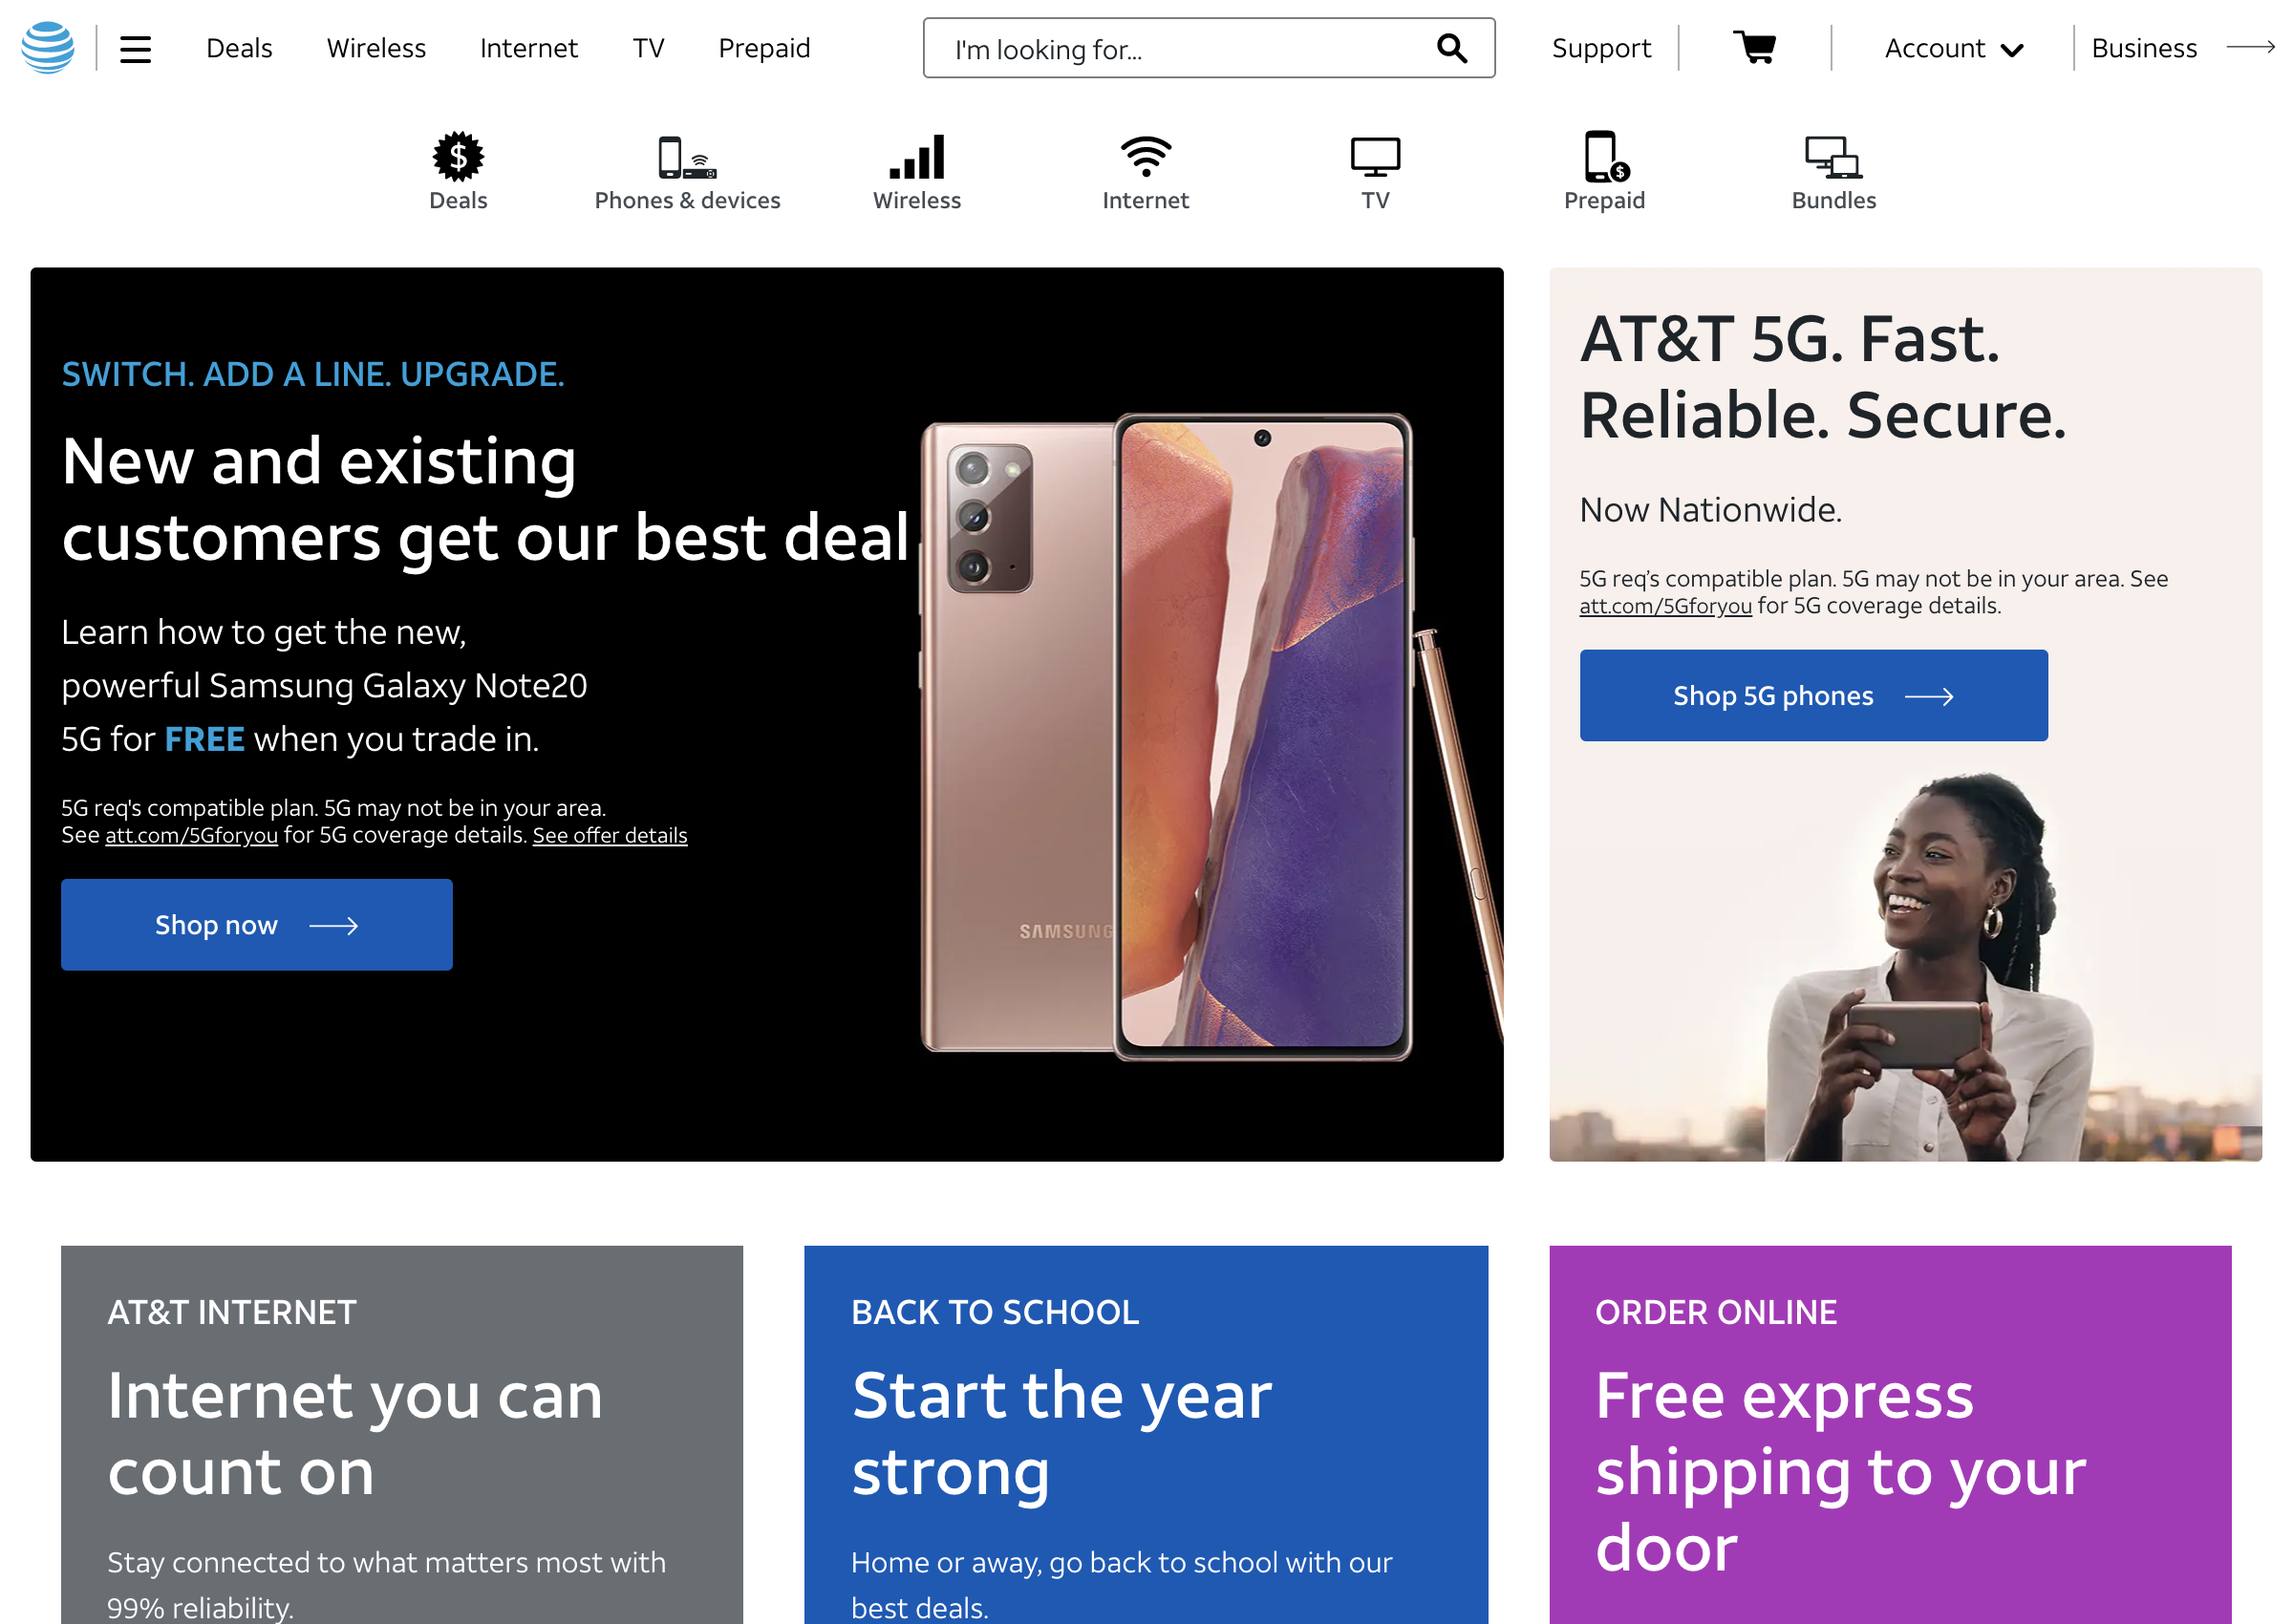 Deals Wireless Internet TV Prepaid I'm looking for... Support Account Business
Deals Phones & devices Wireless Internet TV Prepaid Bundles
SWITCH. ADD A LINE. UPGRADE.
New and existing
customers get our best deal
Learn how to get the new,
powerful Samsung Galaxy Note20
5G for FREE when you trade in.
5G req's compatible plan. 5G may not be in your area.
See att.com/5Gforyou for 5G coverage details. See offer details
Shop now
SAMSUNG
AT&T 5G. Fast.
Reliable. Secure.
Now Nationwide.
5G req’s compatible plan. 5G may not be in your area. See
att.com/5Gforyou for 5G coverage details.
Shop 5G phones
AT&T INTERNET
Internet you can
count on
Stay connected to what matters most with
99% reliability.
BACK TO SCHOOL
Start the year
strong
Home or away, go back to school with our
best deals.
ORDER ONLINE
Free express
shipping to your
door